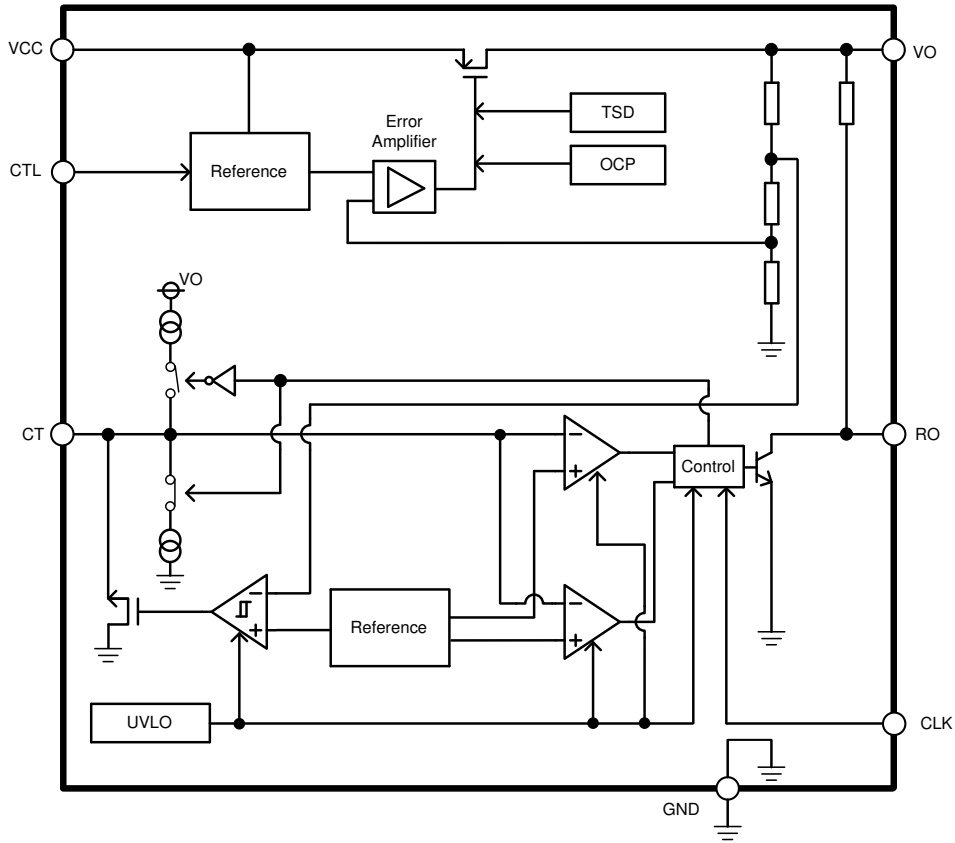 VCC
VO
TSD
Error
Amplifier
OCP
CTL
Reference
VO
CT
RO
−
+
Control
−
+
Reference
−
+
UVLO
CLK
GND